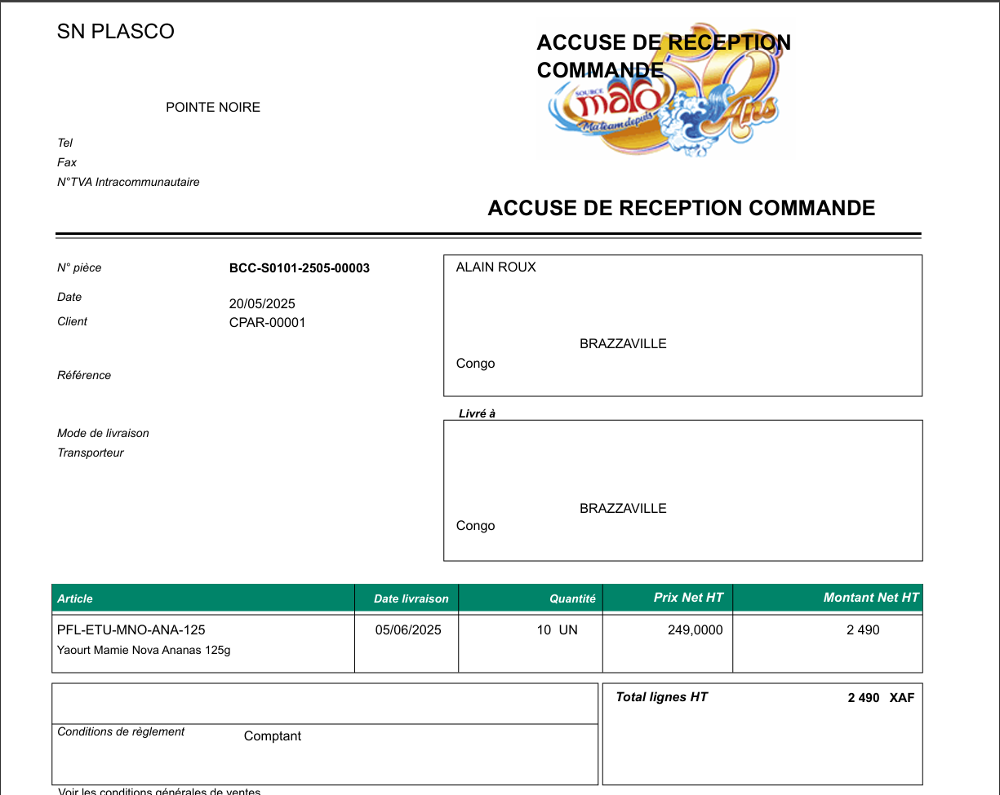 SN PLASCO
ACCUSE DE RECEPTION
COMMANDE
SOURCE
mayo
Ma team depuis
50
Ans
POINTE NOIRE
Tel
Fax
N°TVA Intracommunautaire
ACCUSE DE RECEPTION COMMANDE
N° pièce BCC-S0101-2505-00003
Date 20/05/2025
Client CPAR-00001
Référence
ALAIN ROUX
BRAZZAVILLE
Congo
Mode de livraison
Transporteur
Livré à
BRAZZAVILLE
Congo
Article Date livraison Quantité Prix Net HT Montant Net HT
PFL-ETU-MNO-ANA-125 05/06/2025 10 UN 249,0000 2 490
Yaourt Mamie Nova Ananas 125g
Total lignes HT 2 490 XAF
Conditions de règlement Comptant
Voir les conditions générales de ventes